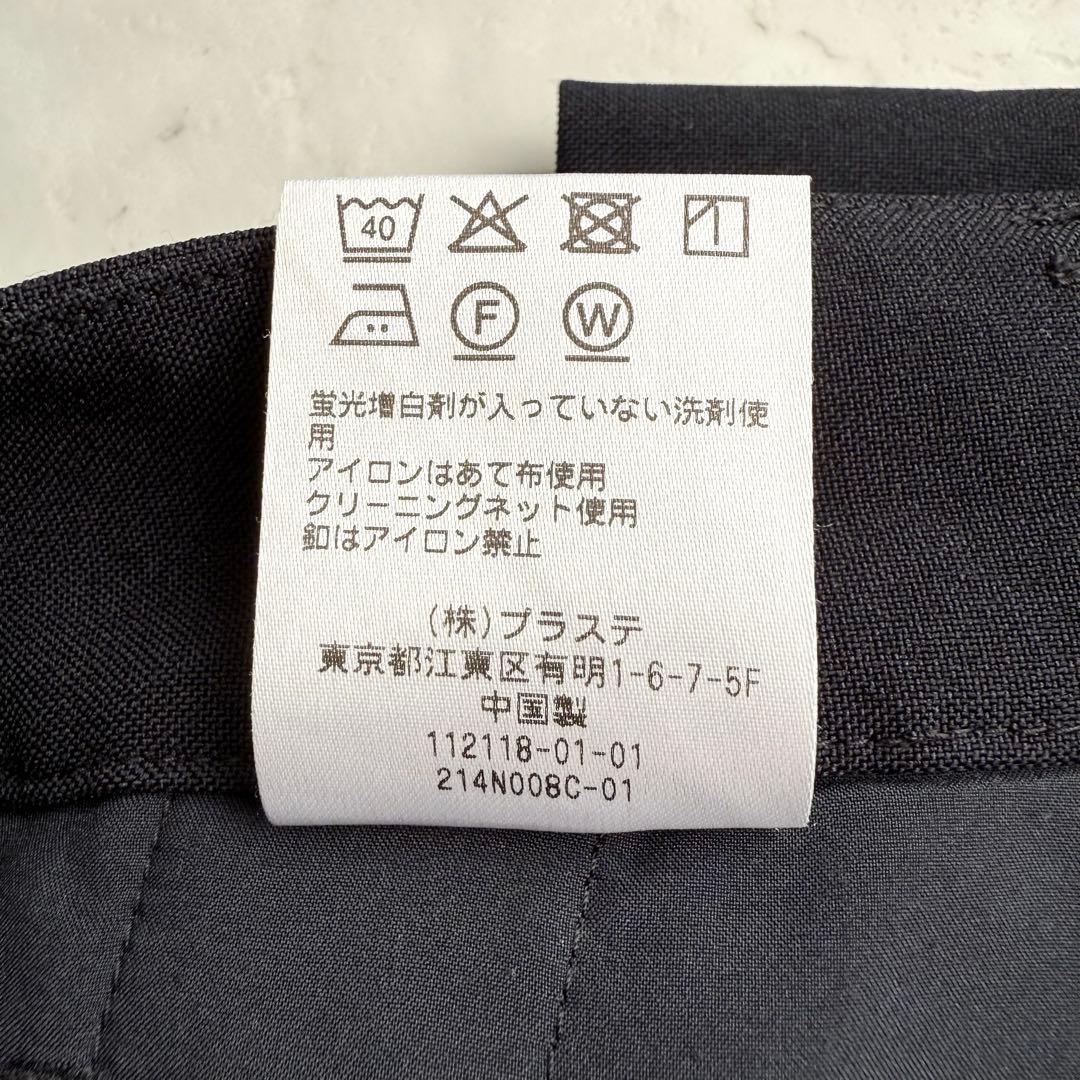 40
F W
蛍光増白剤が入っていない洗剤使
用
アイロンはあて布使用
クリーニングネット使用
釦はアイロン禁止
(株)プラステ
東京都江東区有明1-6-7-5F
中国製
112118-01-01
214N008C-01